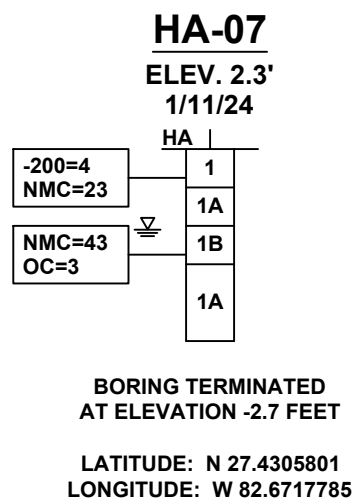 HA-07
ELEV. 2.3'
1/11/24
HA
-200=4
NMC=23
1
1A
NMC=43
OC=3
1B
1A
BORING TERMINATED
AT ELEVATION -2.7 FEET
LATITUDE: N 27.4305801
LONGITUDE: W 82.6717785